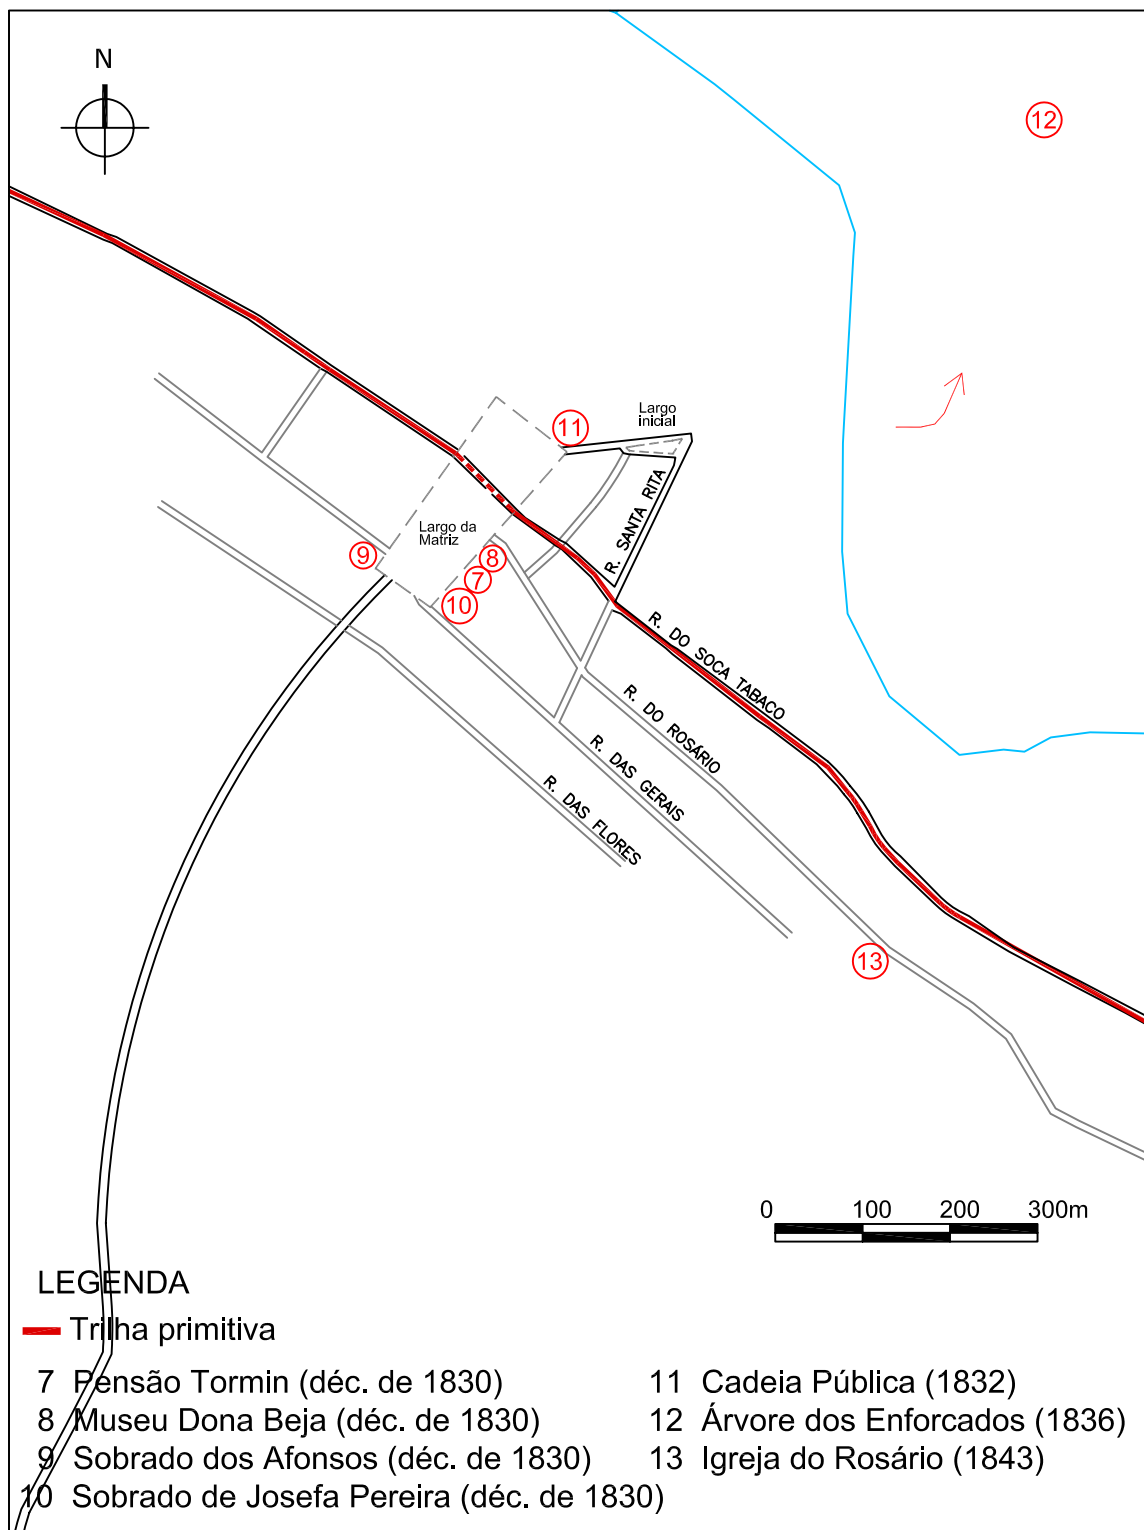 N
12
11
Largo
inicial
R. SANTA RITA
Largo da
Matriz
9
8
7
10
R. DO SOCA TABACO
R. DO ROSÁRIO
R. DAS GERAIS
R. DAS FLORES
13
0 100 200 300m
LEGENDA
Trilha primitiva
7 Pensão Tormin (déc. de 1830)
8 Museu Dona Beja (déc. de 1830)
9 Sobrado dos Afonsos (déc. de 1830)
10 Sobrado de Josefa Pereira (déc. de 1830)
11 Cadeia Pública (1832)
12 Árvore dos Enforcados (1836)
13 Igreja do Rosário (1843)